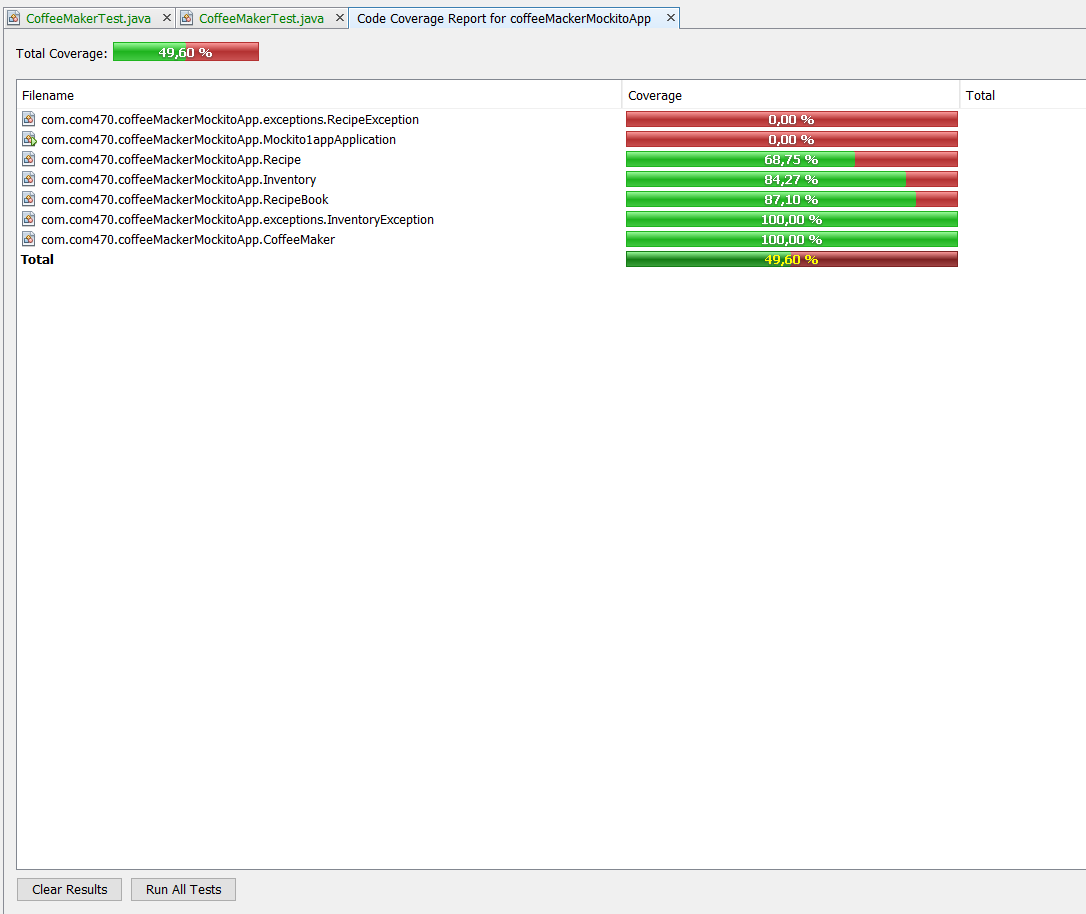 CoffeeMakerTest.java × CoffeeMakerTest.java × Code Coverage Report for coffeeMackerMockitoApp ×
Total Coverage: 49,60 %
Filename Coverage Total
com.com470.coffeeMackerMockitoApp.exceptions.RecipeException 0,00 %
com.com470.coffeeMackerMockitoApp.Mockito1appApplication 0,00 %
com.com470.coffeeMackerMockitoApp.Recipe 68,75 %
com.com470.coffeeMackerMockitoApp.Inventory 84,27 %
com.com470.coffeeMackerMockitoApp.RecipeBook 87,10 %
com.com470.coffeeMackerMockitoApp.exceptions.InventoryException 100,00 %
com.com470.coffeeMackerMockitoApp.CoffeeMaker 100,00 %
Total 49,60 %
Clear Results Run All Tests